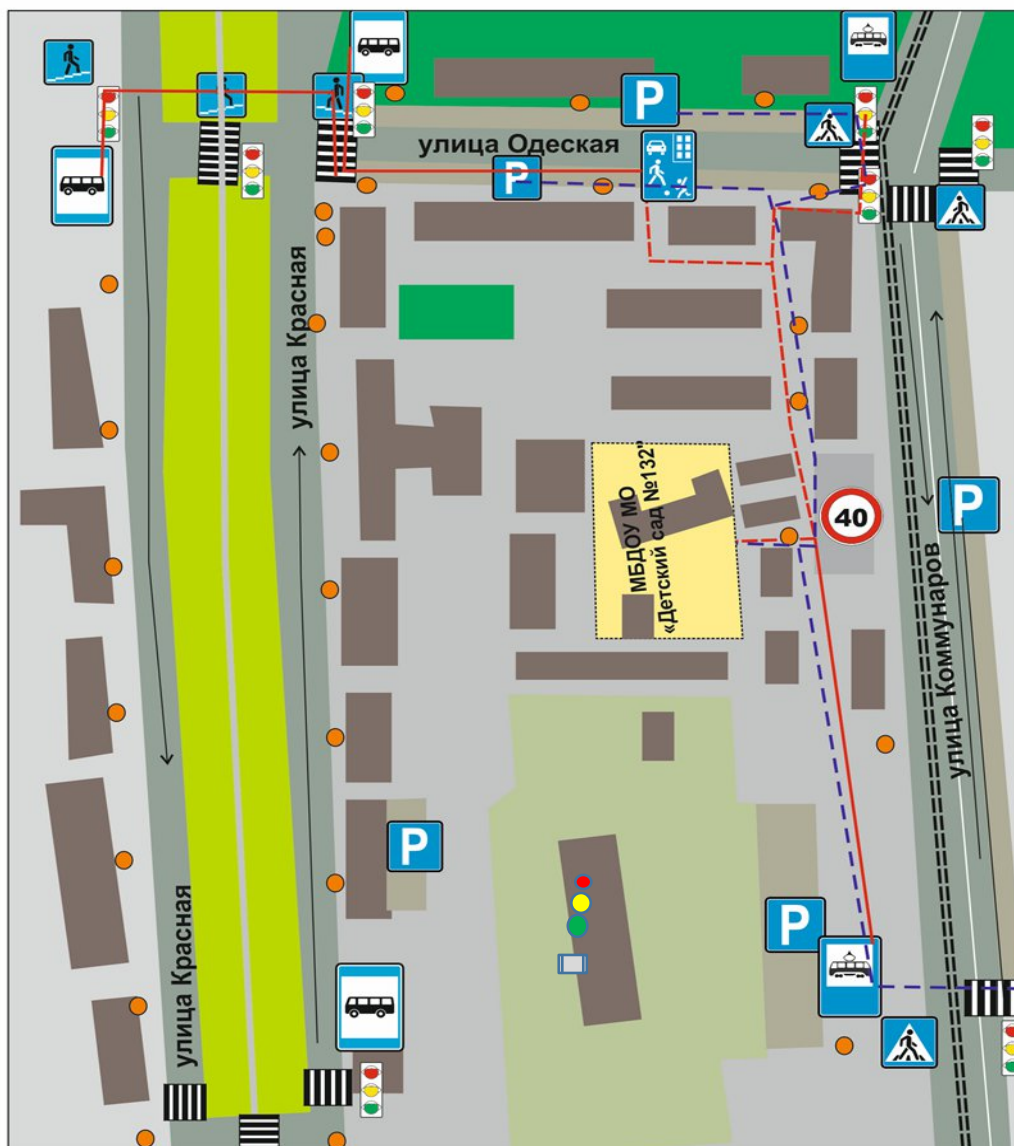 P
улица Одеская
P
улица Красная
МБДОУ МО
«Детский сад №132"
40
P
улица Коммунаров
P
улица Красная
P